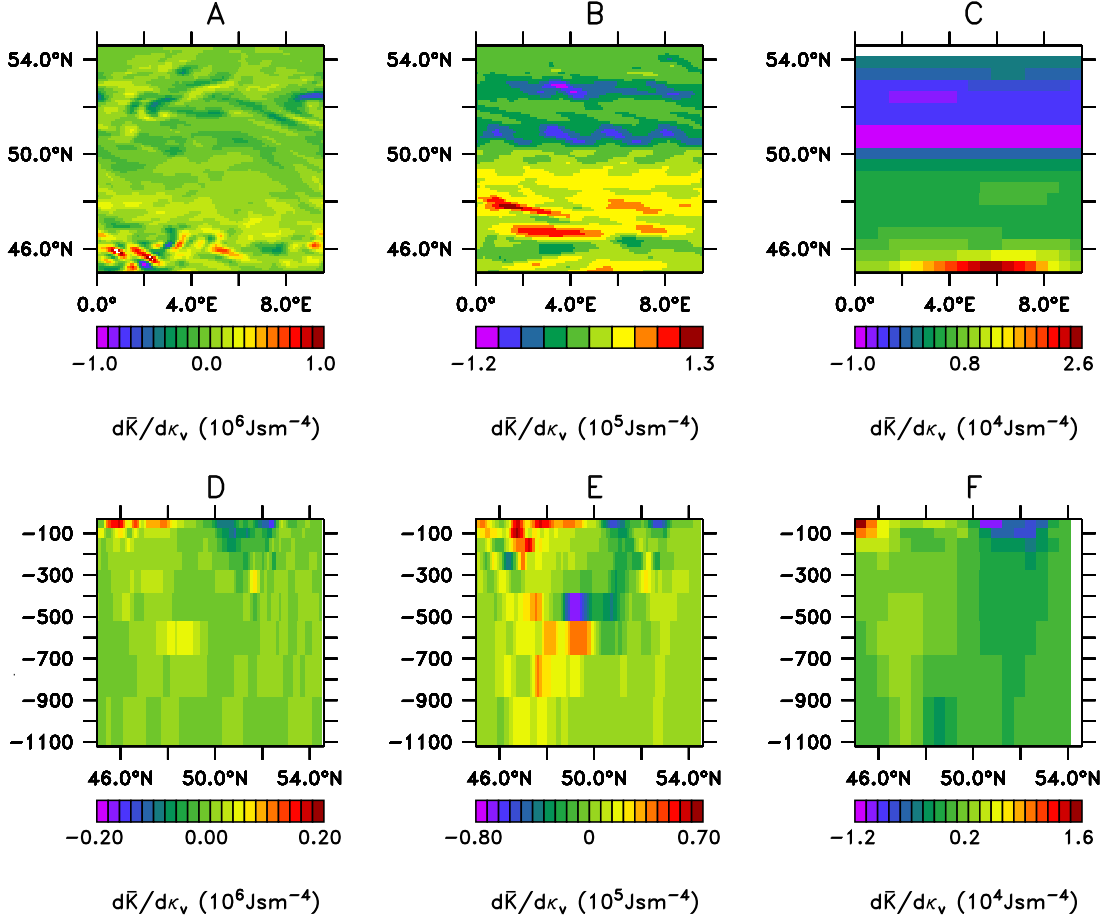 A B C
54.0°N 54.0°N 54.0°N
50.0°N 50.0°N 50.0°N
46.0°N 46.0°N 46.0°N
0.0° 4.0°E 8.0°E 0.0° 4.0°E 8.0°E 0.0° 4.0°E 8.0°E
−1.0 0.0 1.0 −1.2 1.3 −1.0 0.8 2.6
dK̄/dκᵥ (10⁶Jsm⁻⁴) dK̄/dκᵥ (10⁵Jsm⁻⁴) dK̄/dκᵥ (10⁴Jsm⁻⁴)
D E F
−100 −100 −100
−300 −300 −300
−500 −500 −500
−700 −700 −700
−900 −900 −900
−1100 −1100 −1100
46.0°N 50.0°N 54.0°N 46.0°N 50.0°N 54.0°N 46.0°N 50.0°N 54.0°N
−0.20 0.00 0.20 −0.80 0 0.70 −1.2 0.2 1.6
dK̄/dκᵥ (10⁶Jsm⁻⁴) dK̄/dκᵥ (10⁵Jsm⁻⁴) dK̄/dκᵥ (10⁴Jsm⁻⁴)